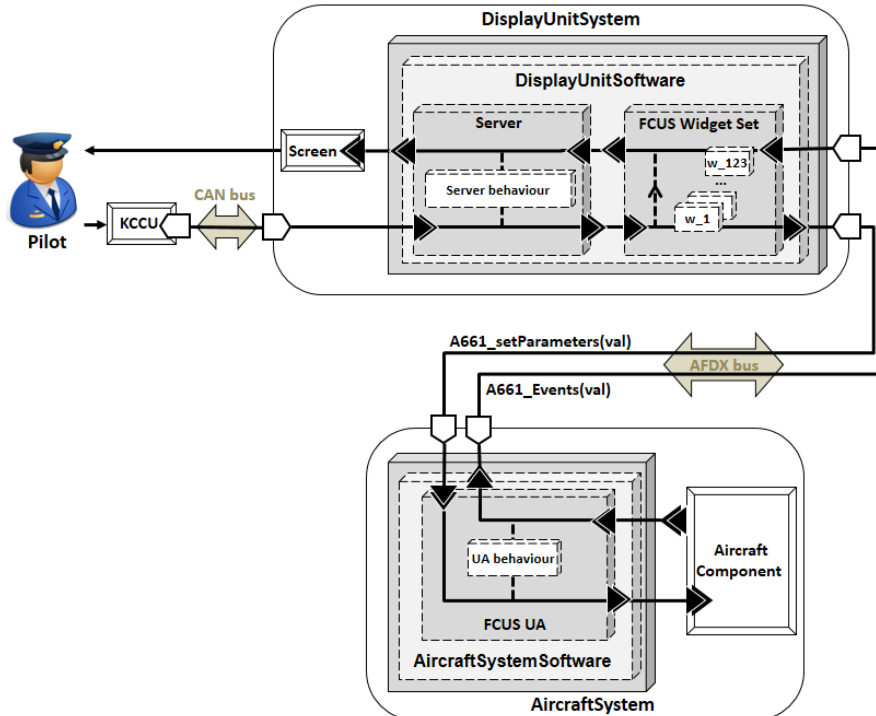 DisplayUnitSystem
DisplayUnitSoftware
Server
FCUS Widget Set
Screen
w_123
...
Server behaviour
w_1
CAN bus
KCCU
Pilot
A661_setParameters(val)
AFDX bus
A661_Events(val)
UA behaviour
Aircraft
Component
FCUS UA
AircraftSystemSoftware
AircraftSystem